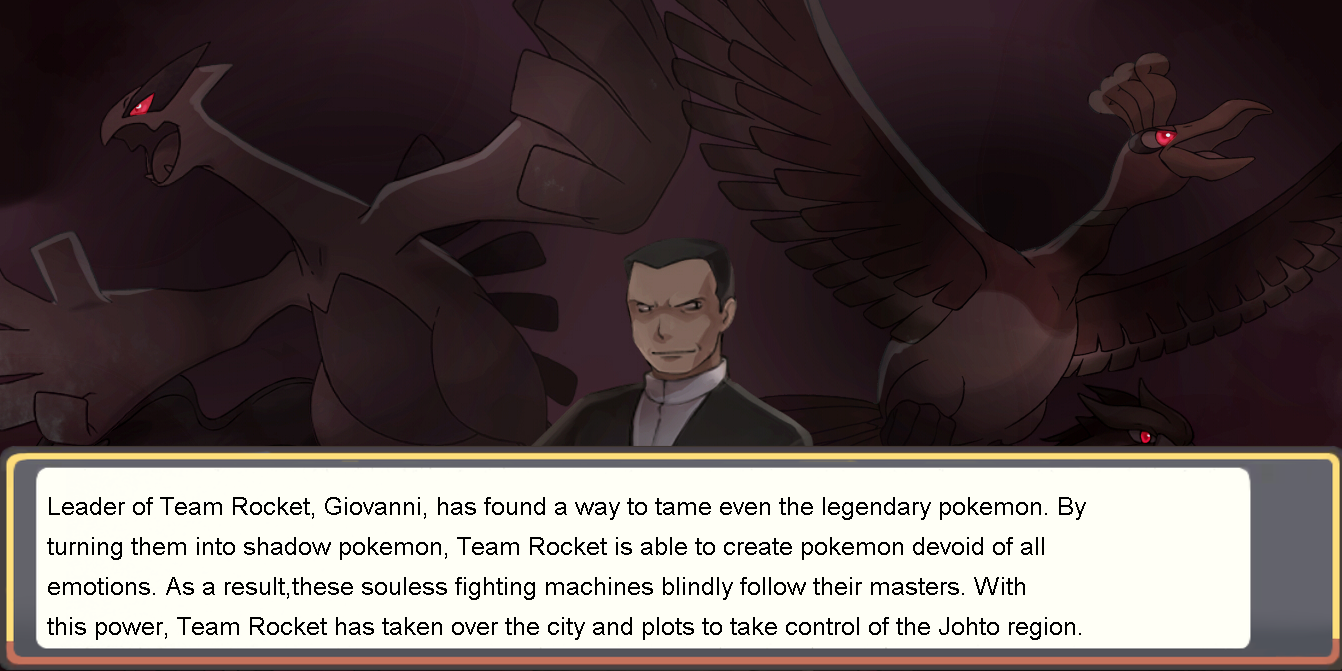 Leader of Team Rocket, Giovanni, has found a way to tame even the legendary pokemon. By
turning them into shadow pokemon, Team Rocket is able to create pokemon devoid of all
emotions. As a result,these souless fighting machines blindly follow their masters. With
this power, Team Rocket has taken over the city and plots to take control of the Johto region.